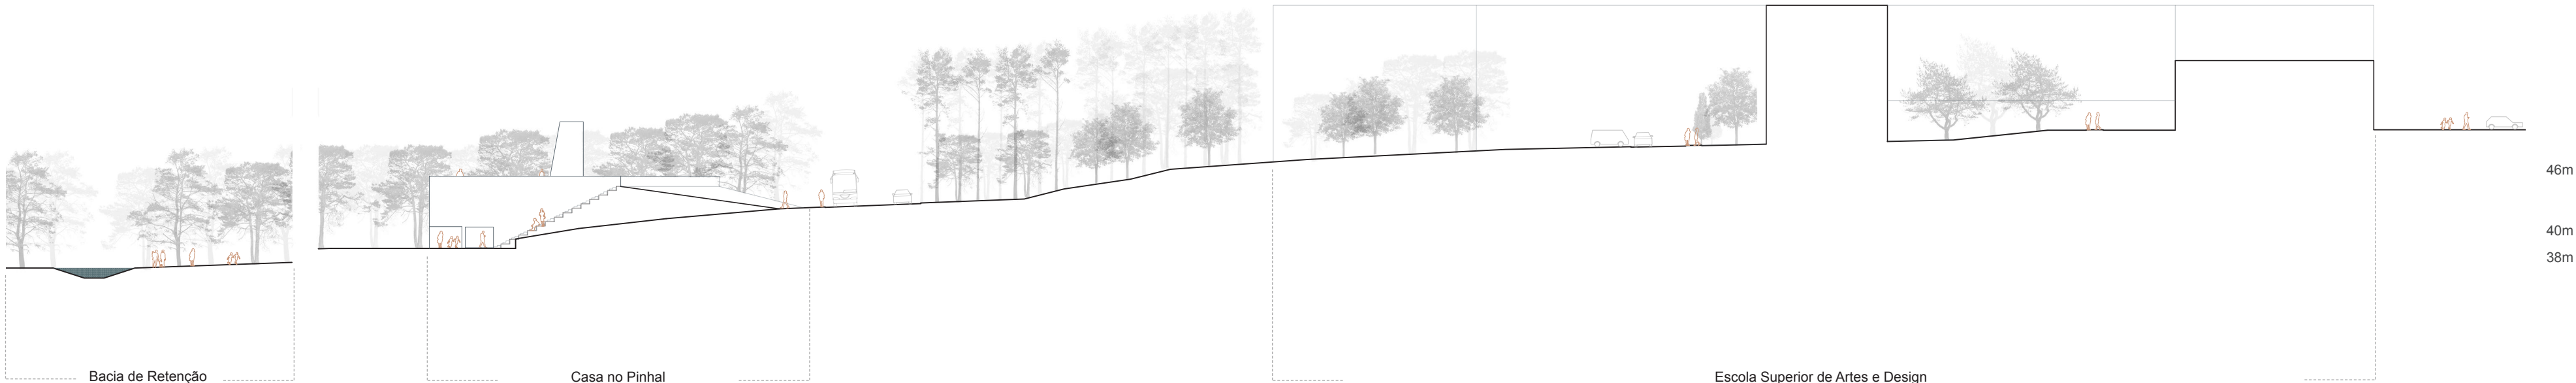 46m
40m
38m
Bacia de Retenção
Casa no Pinhal
Escola Superior de Artes e Design